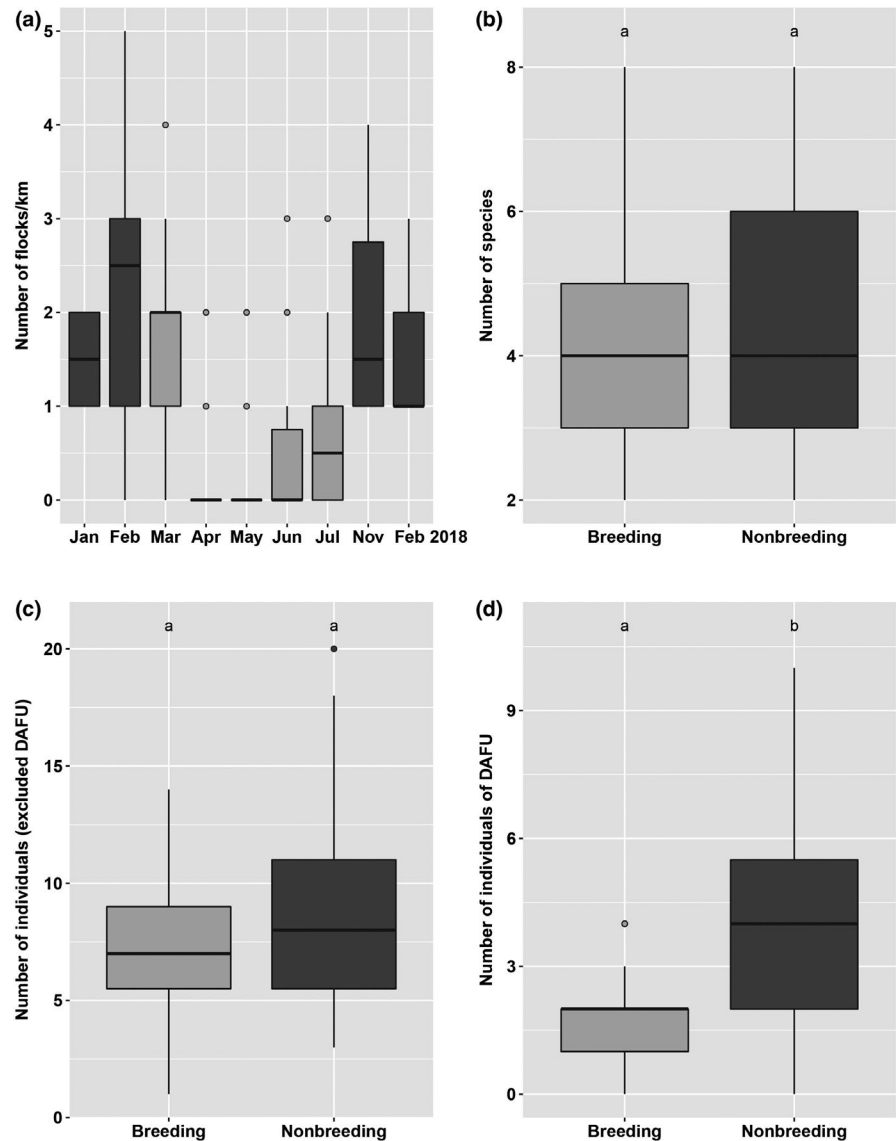 (a)
Number of flocks/km
5
4
3
2
1
0
Jan Feb Mar Apr May Jun Jul Nov Feb 2018
(b)
a a
Number of species
8
6
4
2
Breeding Nonbreeding
(c)
a a
Number of individuals (excluded DAFU)
20
15
10
5
0
Breeding Nonbreeding
(d)
a b
Number of individuals of DAFU
9
6
3
0
Breeding Nonbreeding